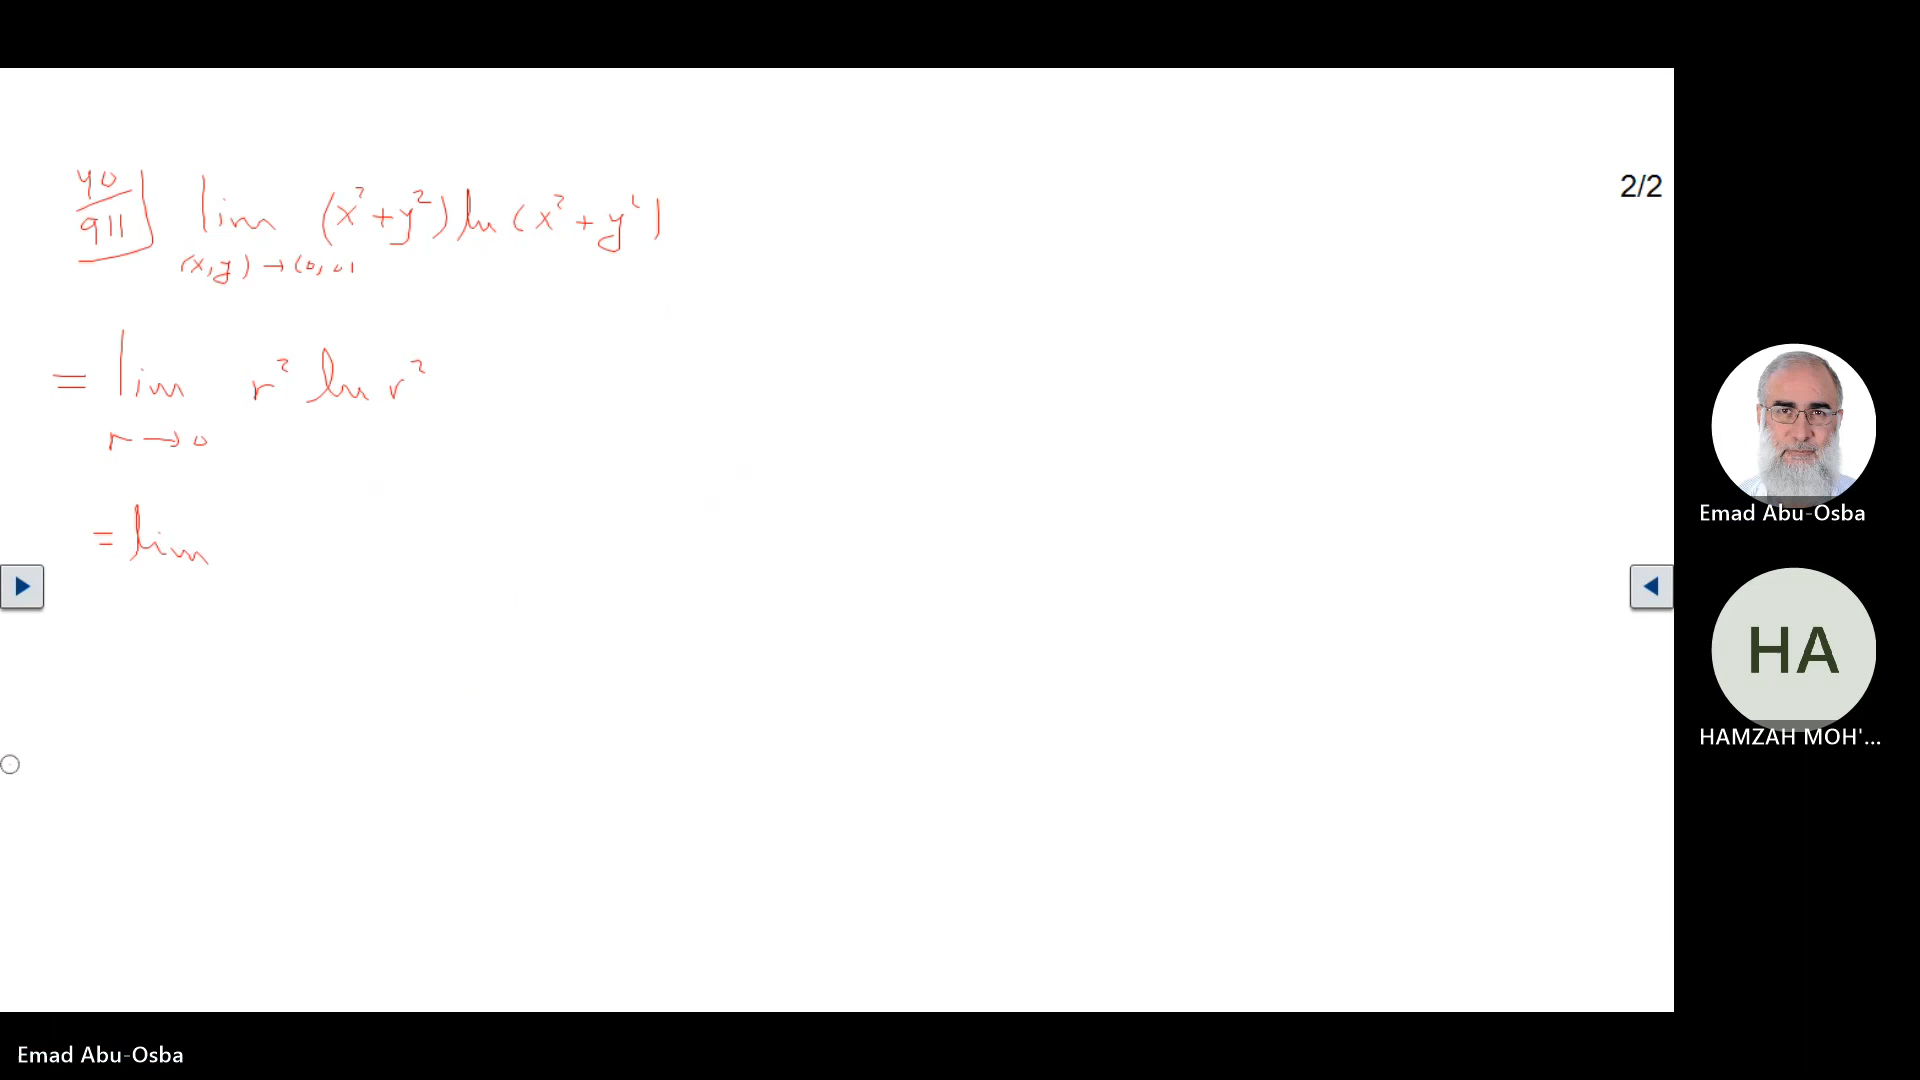 40/911] lim (x²+y²) ln (x²+y²)
(x,y) → (0,0)
= lim r² ln r²
r → 0
= lim
2/2
Emad Abu-Osba
HA
HAMZAH MOH'...
Emad Abu-Osba